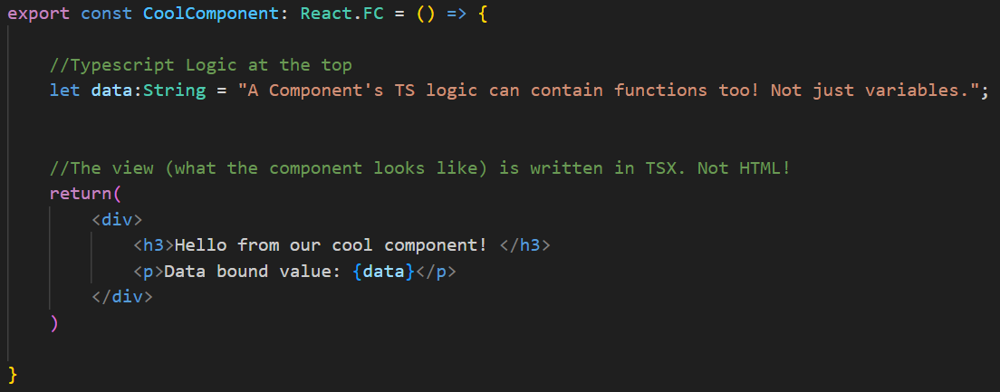 export const CoolComponent: React.FC = () => {
//Typescript Logic at the top
let data:String = "A Component's TS logic can contain functions too! Not just variables.";
//The view (what the component looks like) is written in TSX. Not HTML!
return(
<div>
<h3>Hello from our cool component! </h3>
<p>Data bound value: {data}</p>
</div>
)
}